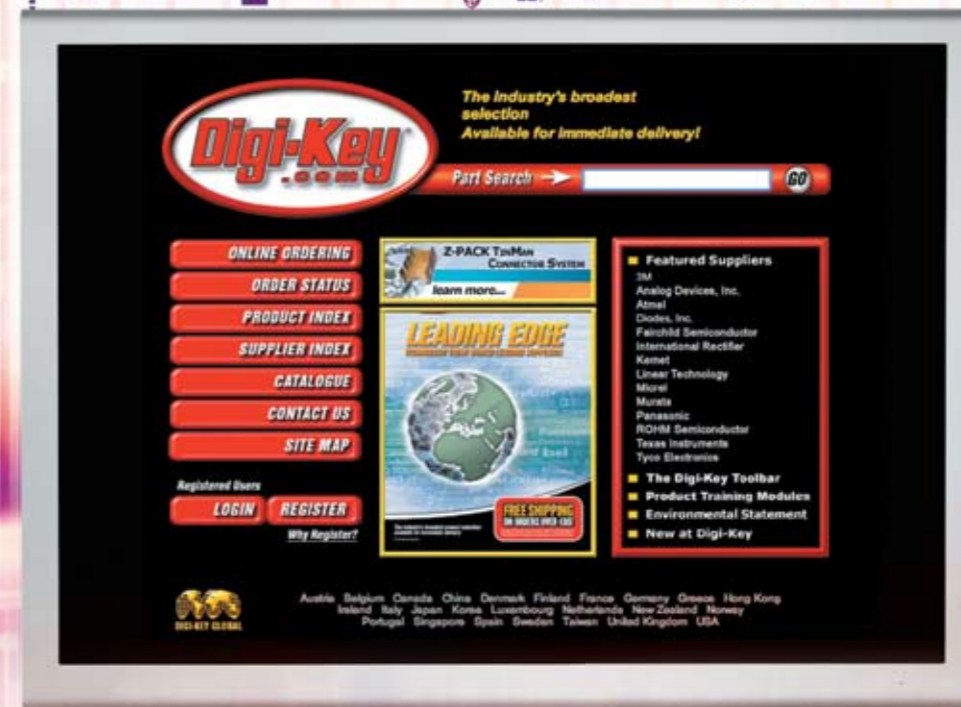 Digi-Key
.com
The Industry's broadest
selection
Available for immediate delivery!
Part Search
GO
ONLINE ORDERING
ORDER STATUS
PRODUCT INDEX
SUPPLIER INDEX
CATALOGUE
CONTACT US
SITE MAP
Registered Users
LOGIN
REGISTER
Why Register?
Z-PACK TinMan
Connector System
learn more...
LEADING EDGE
FREE SHIPPING
Featured Suppliers
3M
Analog Devices, Inc.
Atmel
Diodes, Inc.
Fairchild Semiconductor
International Rectifier
Kemet
Linear Technology
Micrel
Murata
Panasonic
ROHM Semiconductor
Texas Instruments
Tyco Electronics
The Digi-Key Toolbar
Product Training Modules
Environmental Statement
New at Digi-Key
DIGI-KEY GLOBAL
Austria Belgium Canada China Denmark Finland France Germany Greece Hong Kong
Ireland Italy Japan Korea Luxembourg Netherlands New Zealand Norway
Portugal Singapore Spain Sweden Taiwan United Kingdom USA